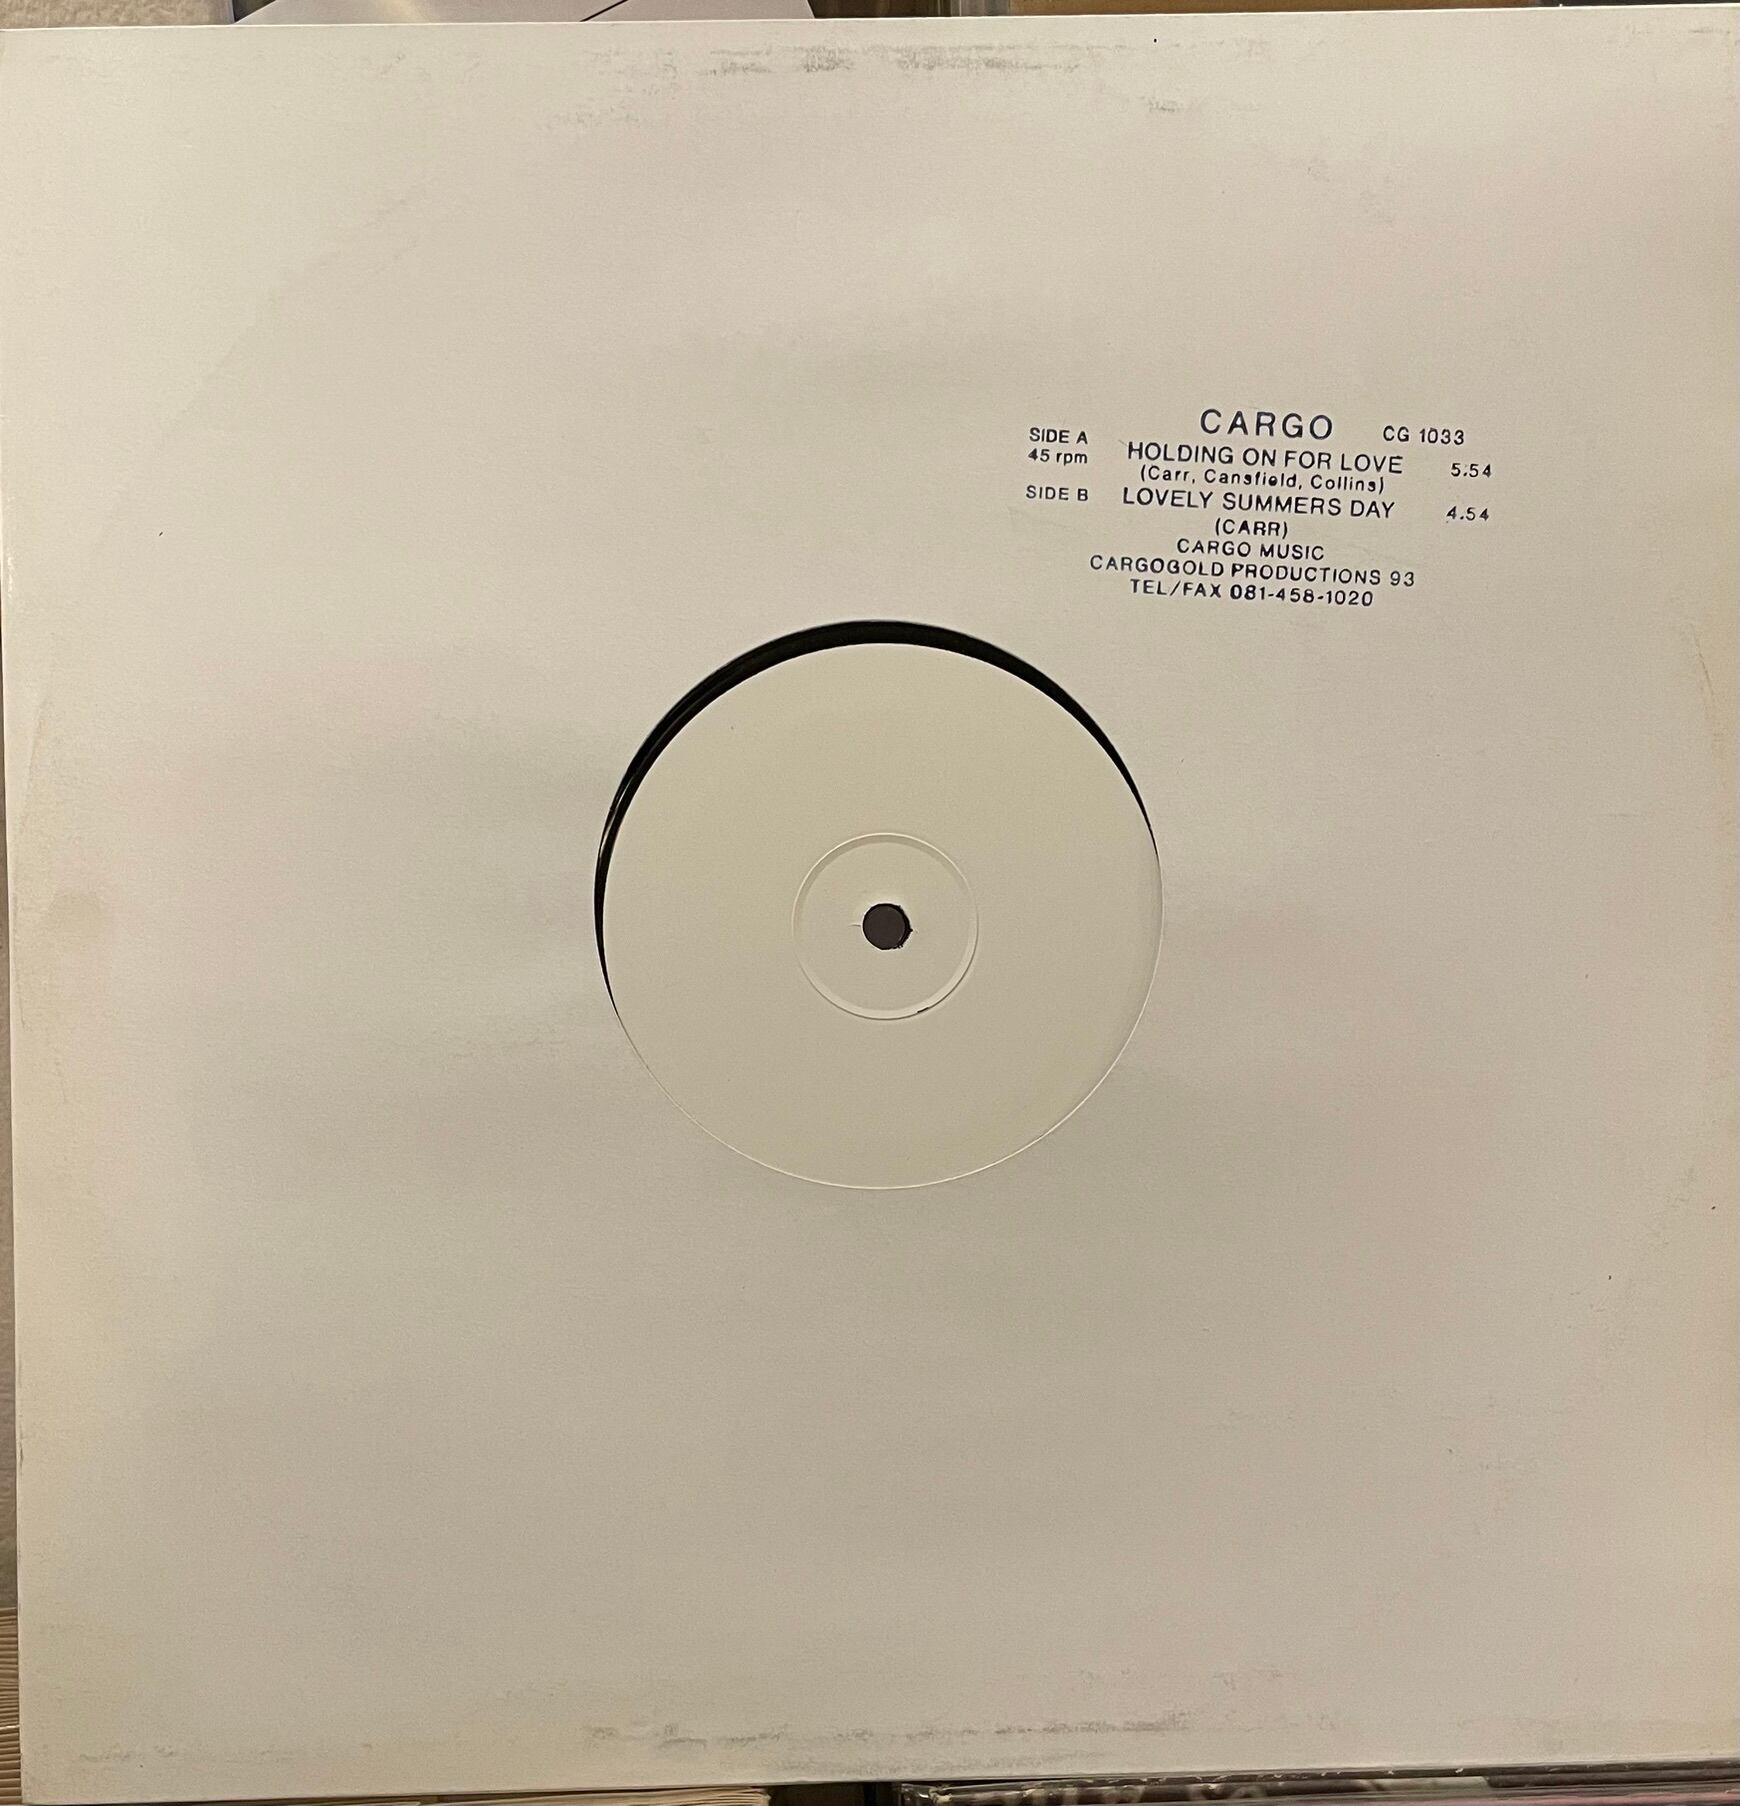 CARGO CG 1033
SIDE A HOLDING ON FOR LOVE 5.54
45 rpm (Carr, Cansfield, Collins)
SIDE B LOVELY SUMMERS DAY 4.54
(CARR)
CARGO MUSIC
CARGOGOLD PRODUCTIONS 93
TEL/FAX 081-458-1020